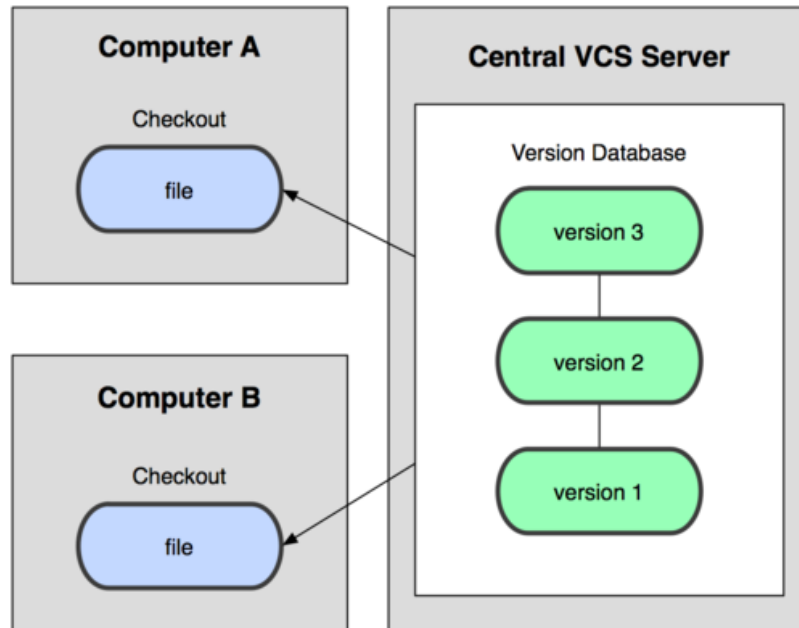 Computer A
Checkout
file
Computer B
Checkout
file
Central VCS Server
Version Database
version 3
version 2
version 1